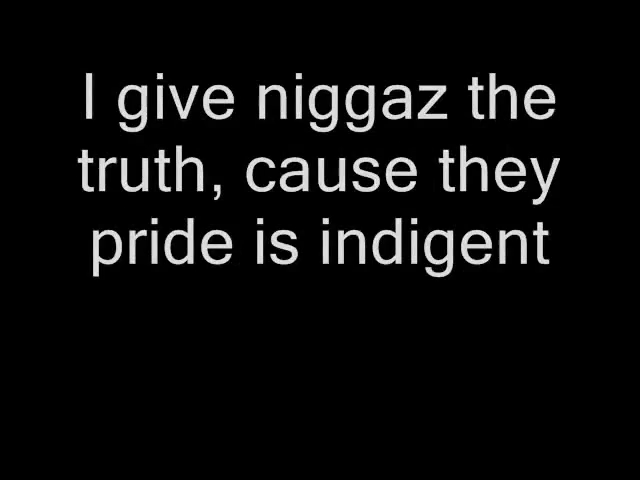 I give niggaz the
truth, cause they
pride is indigent